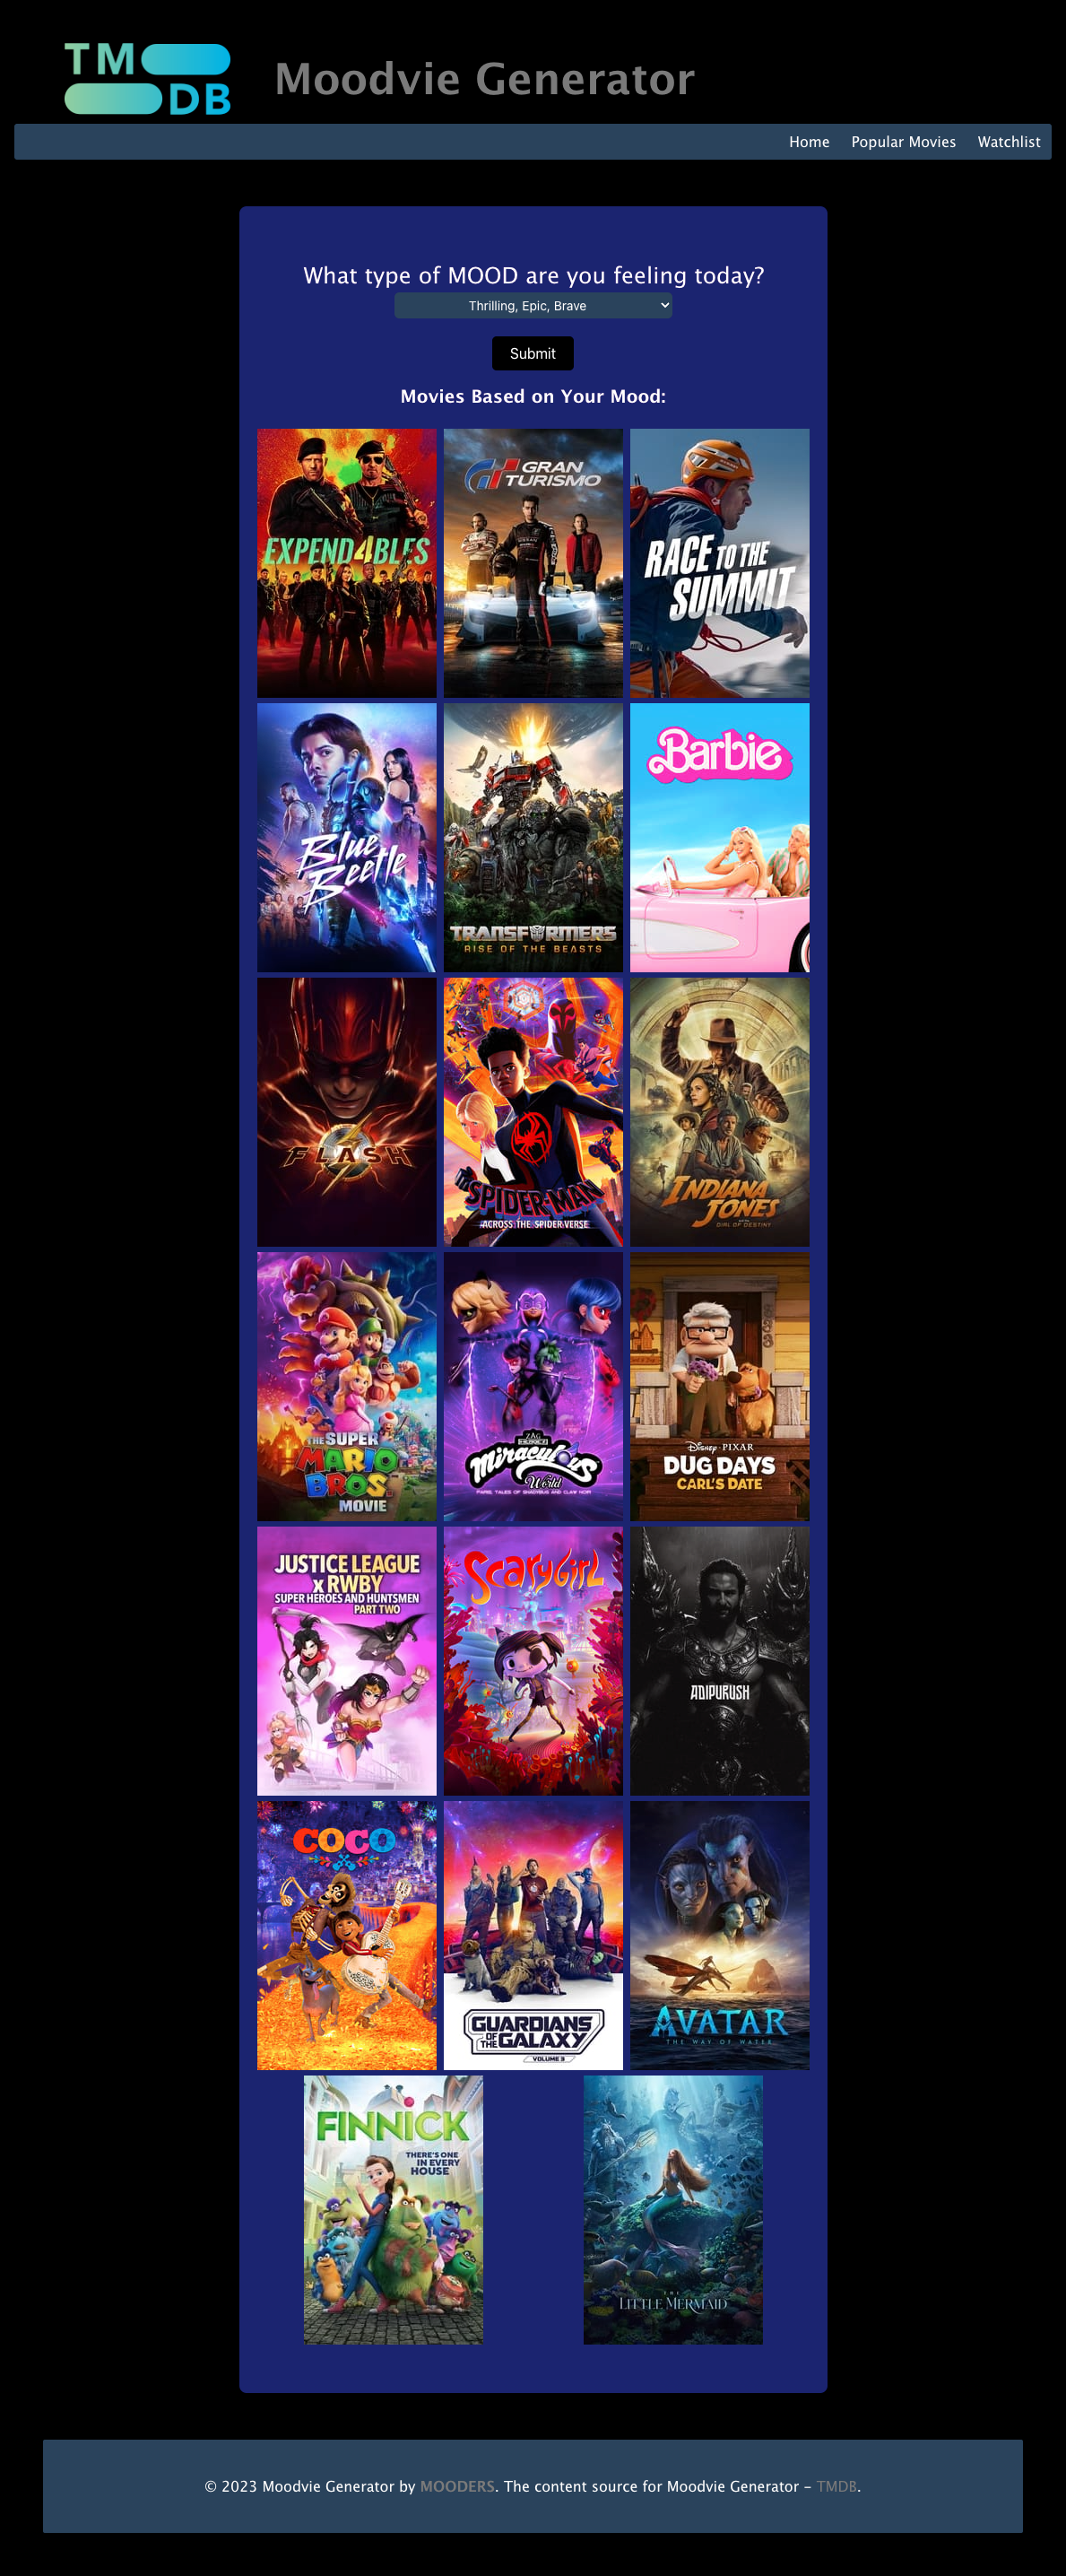 TM
DB
Moodvie Generator
Home Popular Movies Watchlist
What type of MOOD are you feeling today?
Thrilling, Epic, Brave
Submit
Movies Based on Your Mood:
EXPEND4BLES
GRAN
TURISMO
RACE TO THE
SUMMIT
Blue
Beetle
TRANSFORMERS
RISE OF THE BEASTS
Barbie
FLASH
SPIDER-MAN
ACROSS THE SPIDER-VERSE
INDIANA
JONES
DIAL OF DESTINY
THE SUPER
MARIO
BROS.
MOVIE
ZAG
HEROEZ
Miraculous
World
PARIS, TALES OF SHADYBUG AND CLAW NOIR
Disney · PIXAR
DUG DAYS
CARL'S DATE
JUSTICE LEAGUE
x RWBY
SUPER HEROES AND HUNTSMEN
PART TWO
Scarygirl
ADIPURUSH
COCO
GUARDIANS
OF THE
GALAXY
VOLUME 3
AVATAR
THE WAY OF WATER
FINNICK
THERE'S ONE
IN EVERY
HOUSE
THE
LITTLE MERMAID
© 2023 Moodvie Generator by MOODERS. The content source for Moodvie Generator - TMDB.